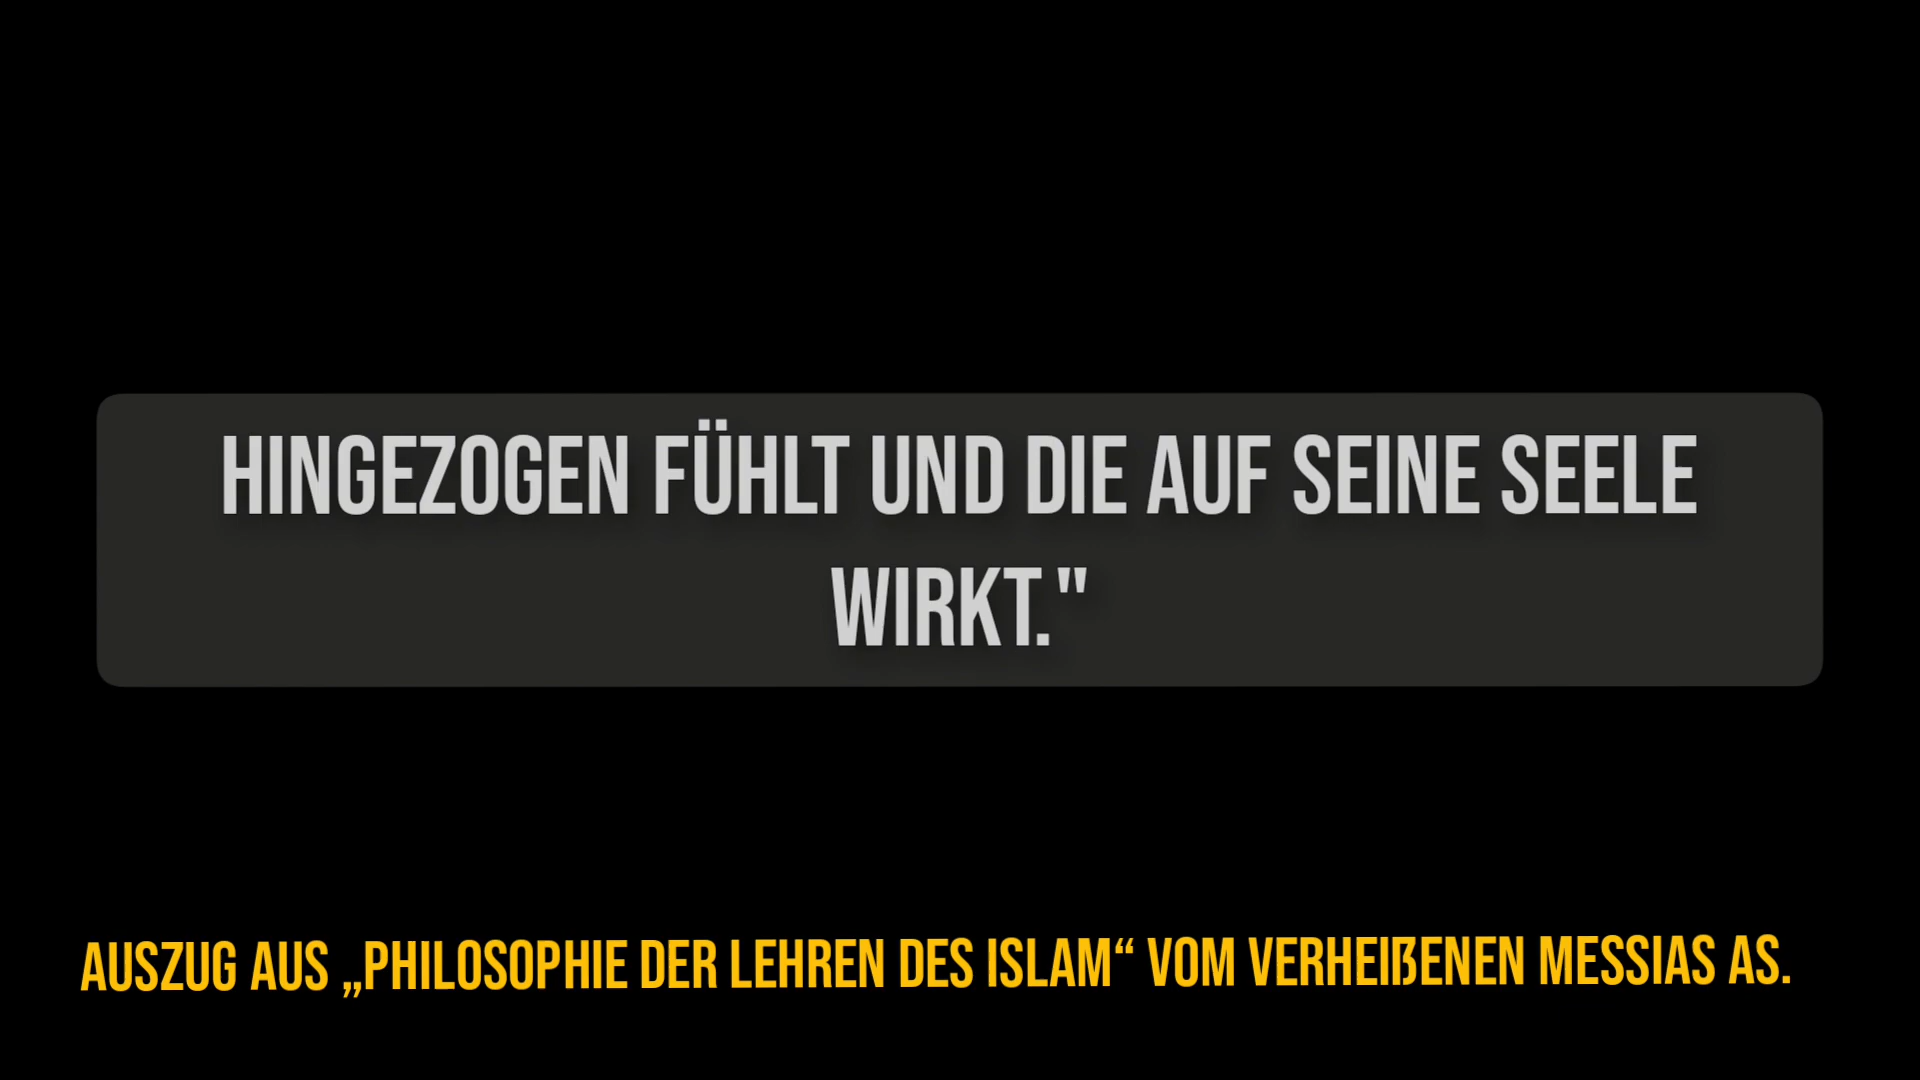 HINGEZOGEN FÜHLT UND DIE AUF SEINE SEELE
WIRKT."
AUSZUG AUS „PHILOSOPHIE DER LEHREN DES ISLAM“ VOM VERHEIßENEN MESSIAS AS.